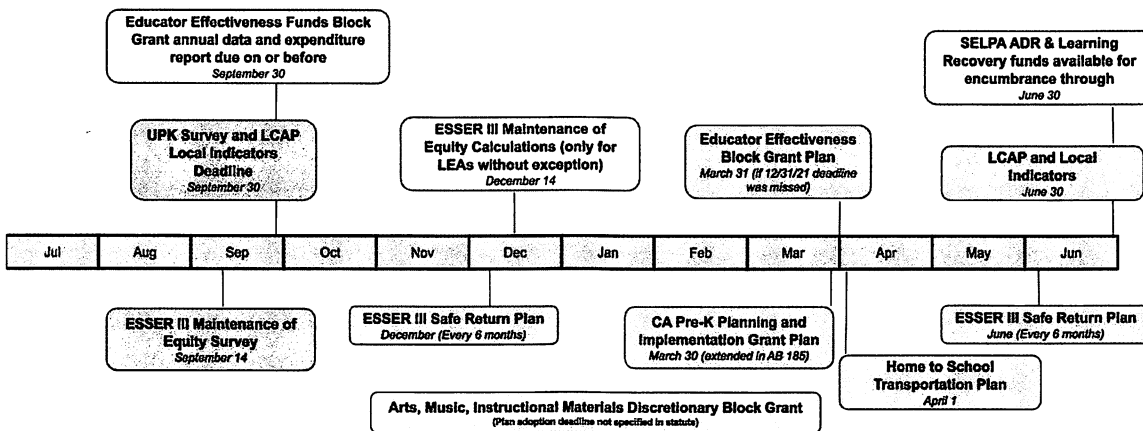 Educator Effectiveness Funds Block
Grant annual data and expenditure
report due on or before
September 30
SELPA ADR & Learning
Recovery funds available for
encumbrance through
June 30
UPK Survey and LCAP
Local Indicators
Deadline
September 30
ESSER III Maintenance of
Equity Calculations (only for
LEAs without exception)
December 14
Educator Effectiveness
Block Grant Plan
March 31 (if 12/31/21 deadline
was missed)
LCAP and Local
Indicators
June 30
Jul
Aug
Sep
Oct
Nov
Dec
Jan
Feb
Mar
Apr
May
Jun
ESSER III Maintenance of
Equity Survey
September 14
ESSER III Safe Return Plan
December (Every 6 months)
CA Pre-K Planning and
Implementation Grant Plan
March 30 (extended in AB 185)
ESSER III Safe Return Plan
June (Every 6 months)
Home to School
Transportation Plan
April 1
Arts, Music, Instructional Materials Discretionary Block Grant
(Plan adoption deadline not specified in statute)